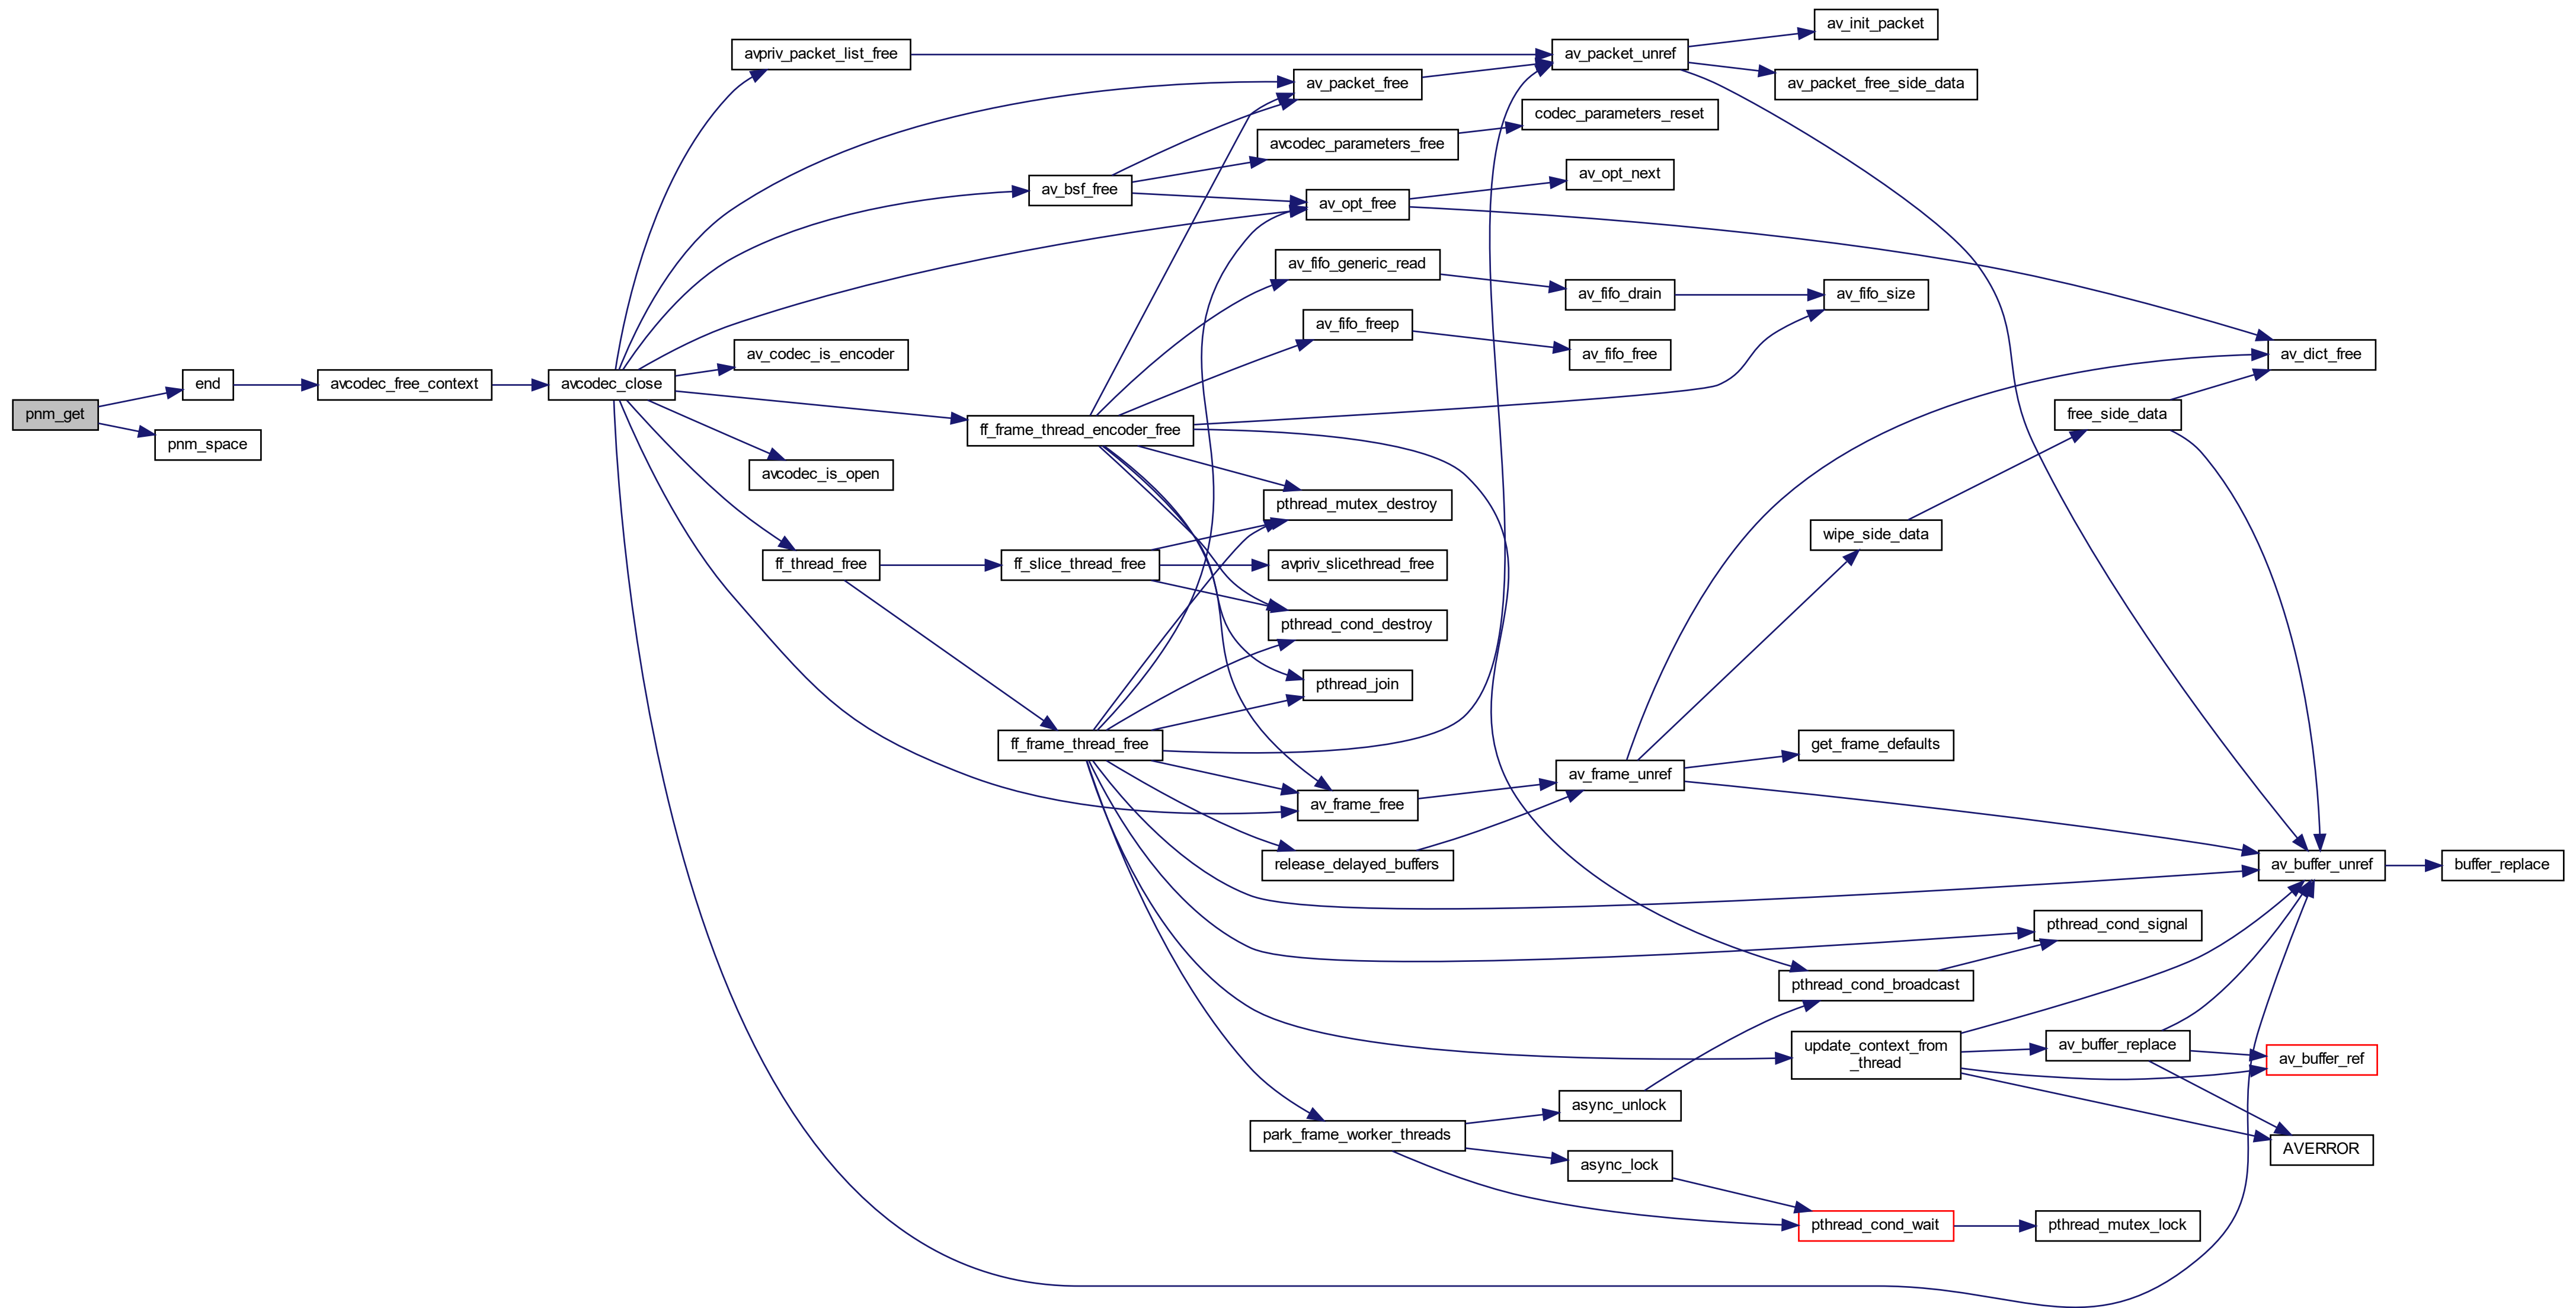 pnm_get
end
pnm_space
avcodec_free_context
avcodec_close
avpriv_packet_list_free
av_codec_is_encoder
avcodec_is_open
ff_thread_free
av_bsf_free
ff_frame_thread_encoder_free
ff_slice_thread_free
ff_frame_thread_free
av_packet_free
avcodec_parameters_free
av_opt_free
av_fifo_generic_read
av_fifo_freep
pthread_mutex_destroy
avpriv_slicethread_free
pthread_cond_destroy
pthread_join
av_frame_free
release_delayed_buffers
park_frame_worker_threads
av_packet_unref
codec_parameters_reset
av_opt_next
av_fifo_drain
av_fifo_free
av_frame_unref
async_unlock
async_lock
av_init_packet
av_packet_free_side_data
av_fifo_size
wipe_side_data
get_frame_defaults
pthread_cond_broadcast
update_context_from
_thread
pthread_cond_wait
free_side_data
pthread_cond_signal
av_buffer_replace
pthread_mutex_lock
av_dict_free
av_buffer_unref
av_buffer_ref
AVERROR
buffer_replace